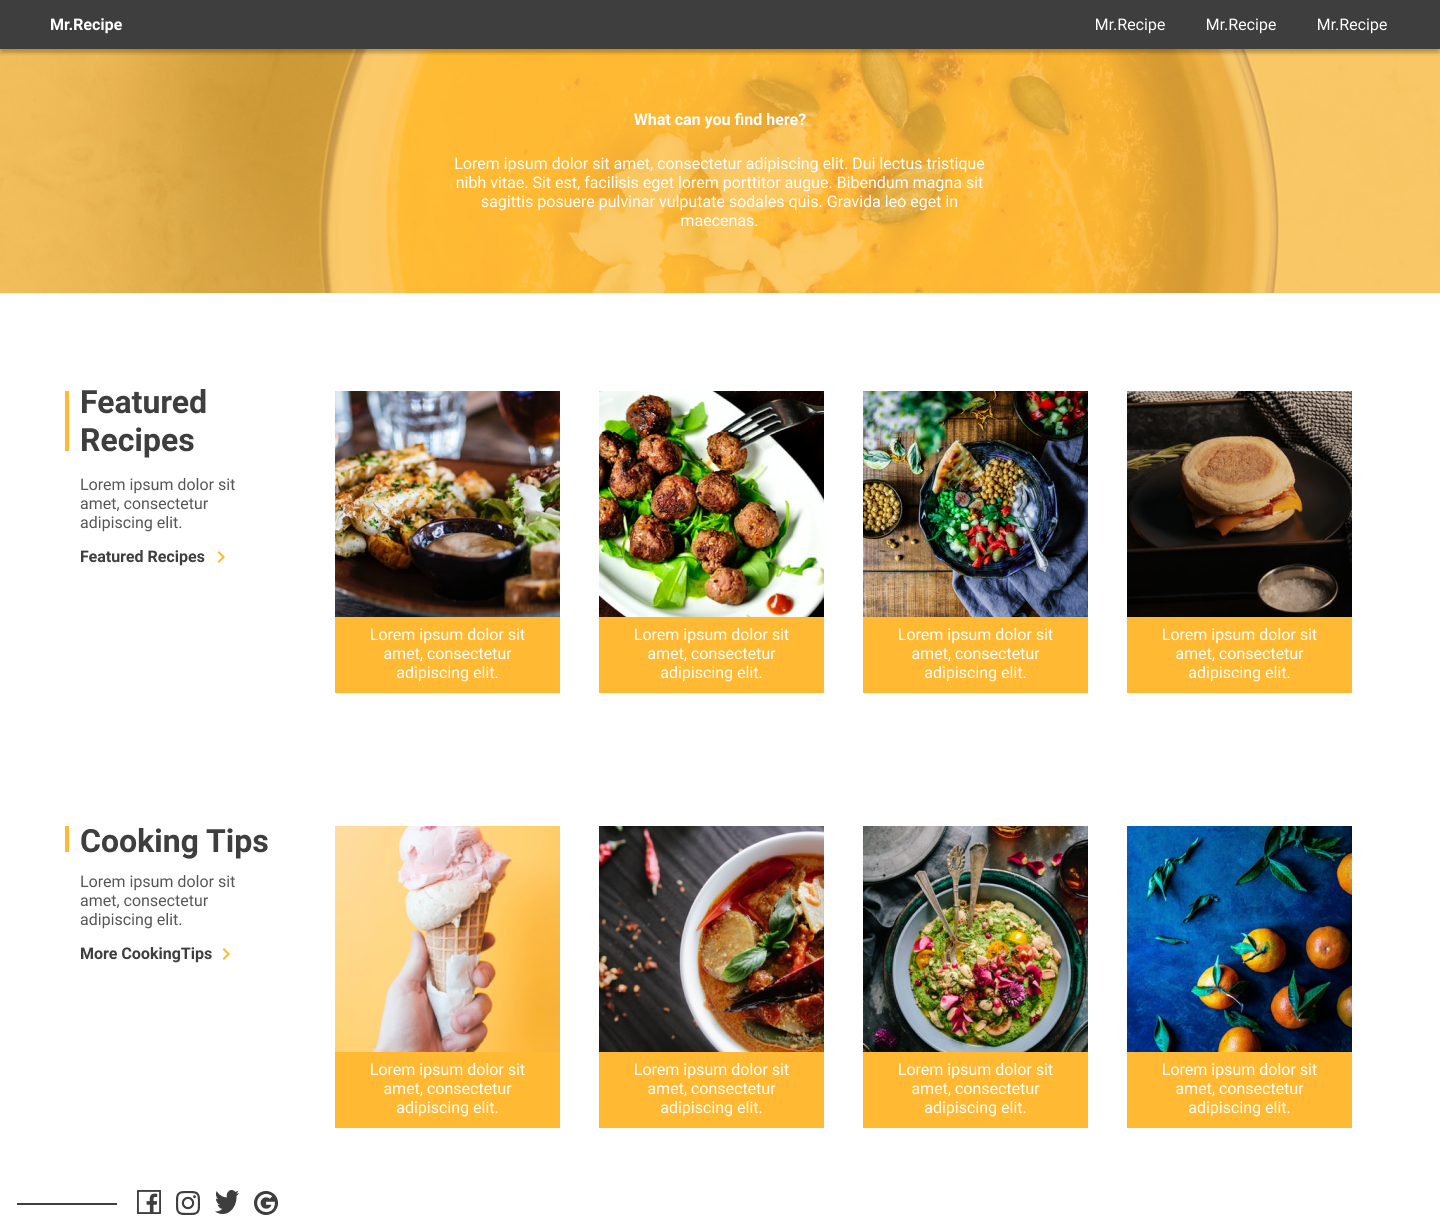 Mr.Recipe
Mr.Recipe
Mr.Recipe
Mr.Recipe
What can you find here?
Lorem ipsum dolor sit amet, consectetur adipiscing elit. Dui lectus tristique
nibh vitae. Sit est, facilisis eget lorem porttitor augue. Bibendum magna sit
sagittis posuere pulvinar vulputate sodales quis. Gravida leo eget in
maecenas.
Featured
Recipes
Lorem ipsum dolor sit
amet, consectetur
adipiscing elit.
Featured Recipes
Lorem ipsum dolor sit
amet, consectetur
adipiscing elit.
Lorem ipsum dolor sit
amet, consectetur
adipiscing elit.
Lorem ipsum dolor sit
amet, consectetur
adipiscing elit.
Lorem ipsum dolor sit
amet, consectetur
adipiscing elit.
Cooking Tips
Lorem ipsum dolor sit
amet, consectetur
adipiscing elit.
More CookingTips
Lorem ipsum dolor sit
amet, consectetur
adipiscing elit.
Lorem ipsum dolor sit
amet, consectetur
adipiscing elit.
Lorem ipsum dolor sit
amet, consectetur
adipiscing elit.
Lorem ipsum dolor sit
amet, consectetur
adipiscing elit.